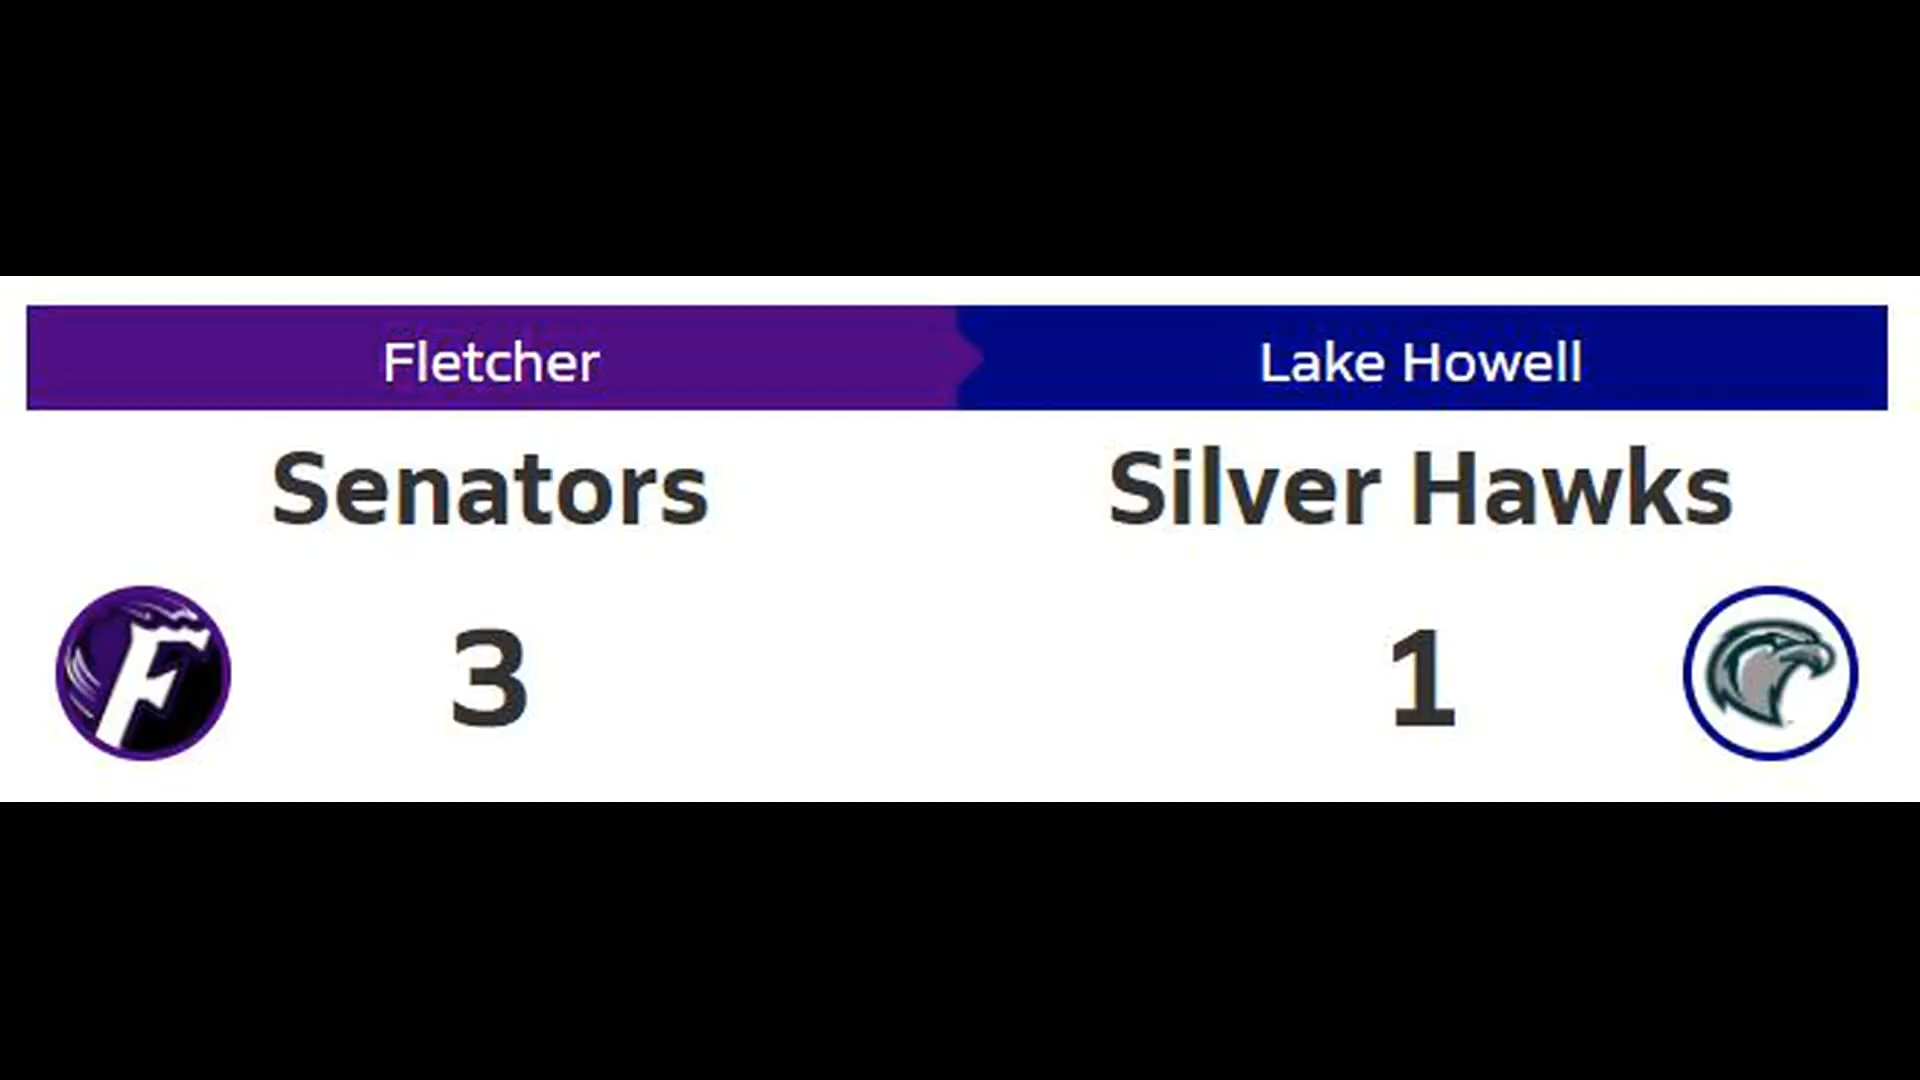 Fletcher
Lake Howell
Senators
Silver Hawks
F
3
1